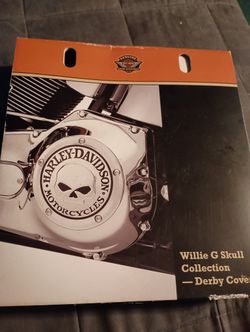 HARLEY-DAVIDSON
MOTORCYCLES
Willie G Skull
Collection
— Derby Cove